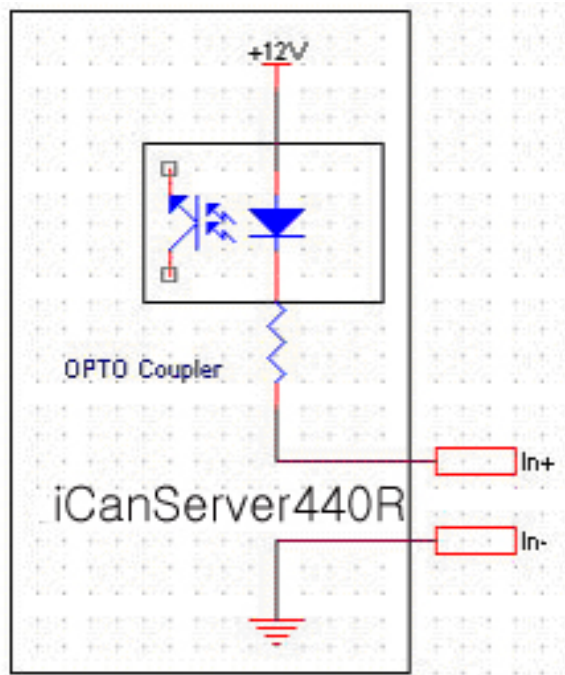 +12V
OPTO Coupler
In+
iCanServer440R
In-